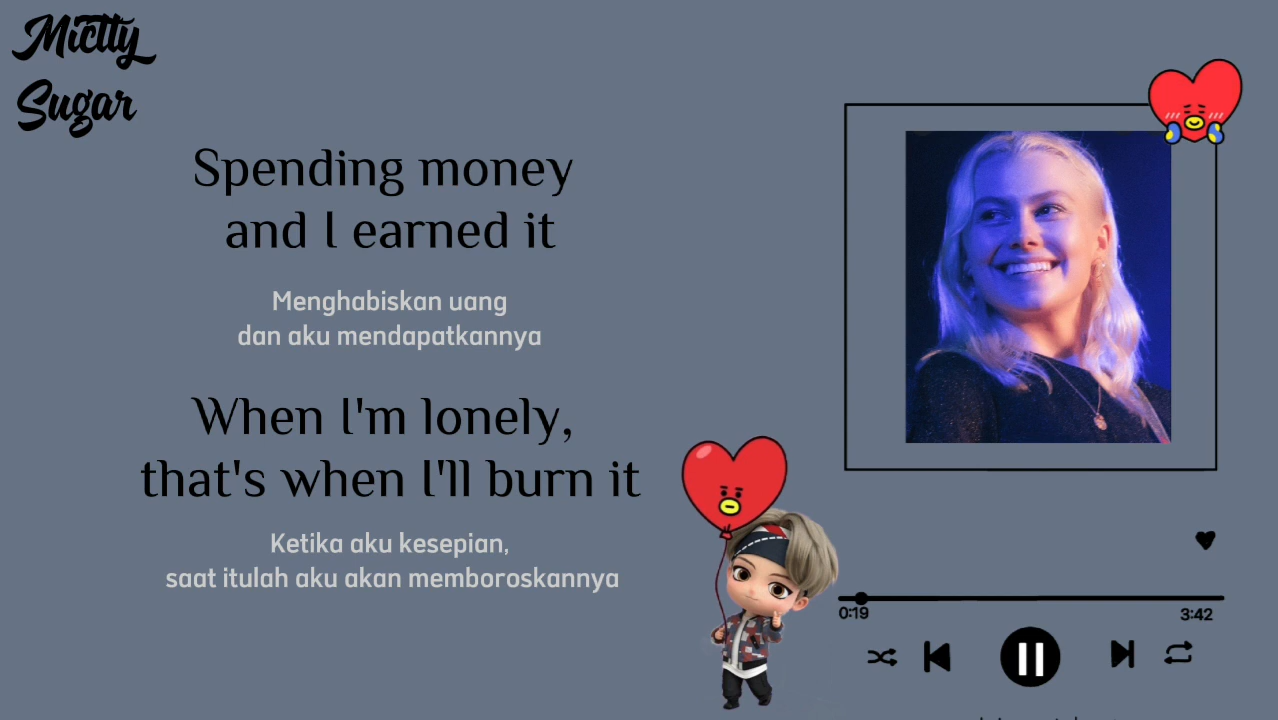 Mictty
Sugar
Spending money
and I earned it
Menghabiskan uang
dan aku mendapatkannya
When I'm lonely,
that's when I'll burn it
Ketika aku kesepian,
saat itulah aku akan memboroskannya
0:19
3:42